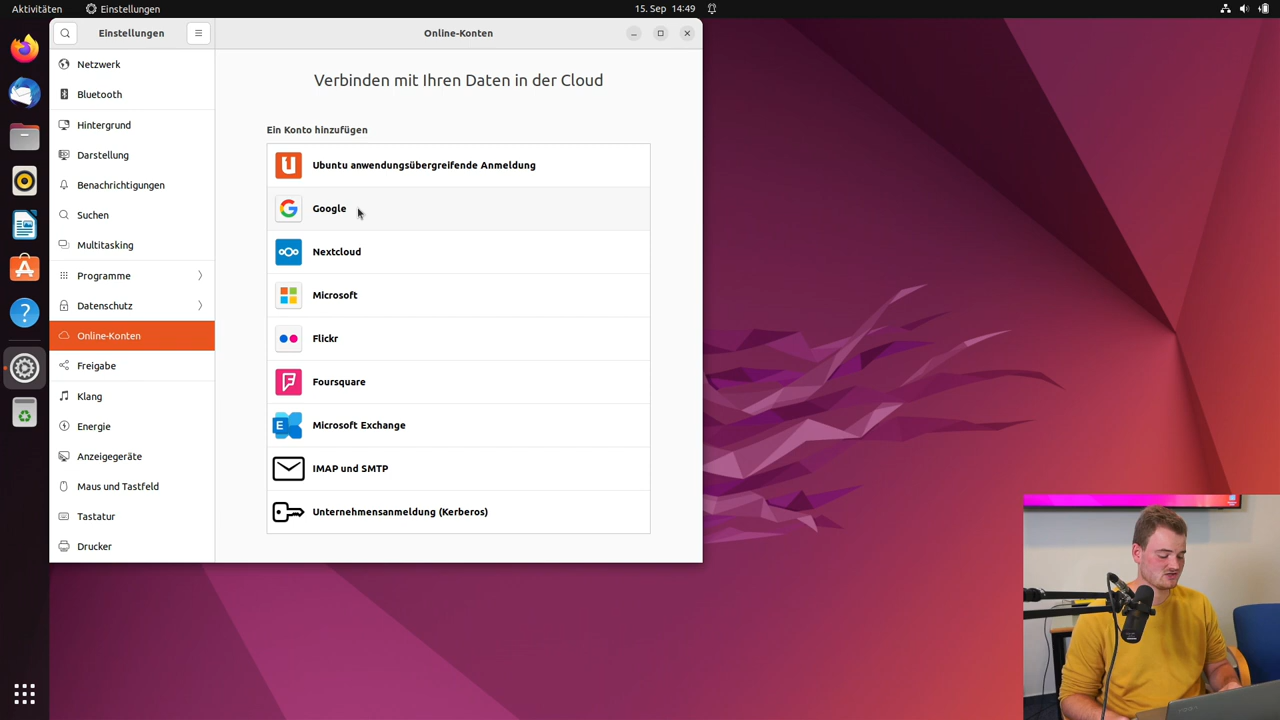 Aktivitäten
Einstellungen
15. Sep 14:49
Einstellungen
Online-Konten
Netzwerk
Bluetooth
Hintergrund
Darstellung
Benachrichtigungen
Suchen
Multitasking
Programme
Datenschutz
Online-Konten
Freigabe
Klang
Energie
Anzeigegeräte
Maus und Tastfeld
Tastatur
Drucker
Verbinden mit Ihren Daten in der Cloud
Ein Konto hinzufügen
Ubuntu anwendungsübergreifende Anmeldung
Google
Nextcloud
Microsoft
Flickr
Foursquare
Microsoft Exchange
IMAP und SMTP
Unternehmensanmeldung (Kerberos)